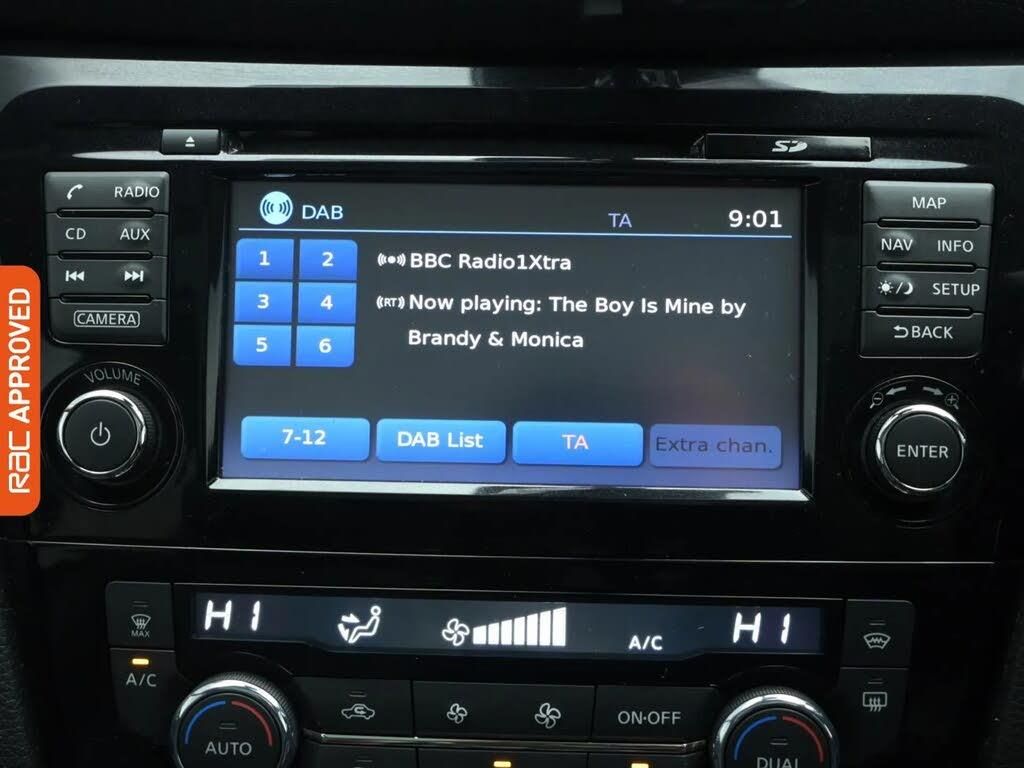 SD
RADIO
CD AUX
CAMERA
VOLUME
DAB TA 9:01
1 2
3 4
5 6
BBC Radio1Xtra
(RT) Now playing: The Boy Is Mine by
Brandy & Monica
7-12 DAB List TA Extra chan.
MAP
NAV INFO
SETUP
BACK
ENTER
RAC APPROVED
HI A/C HI
MAX
A/C
AUTO
ON·OFF
DUAL